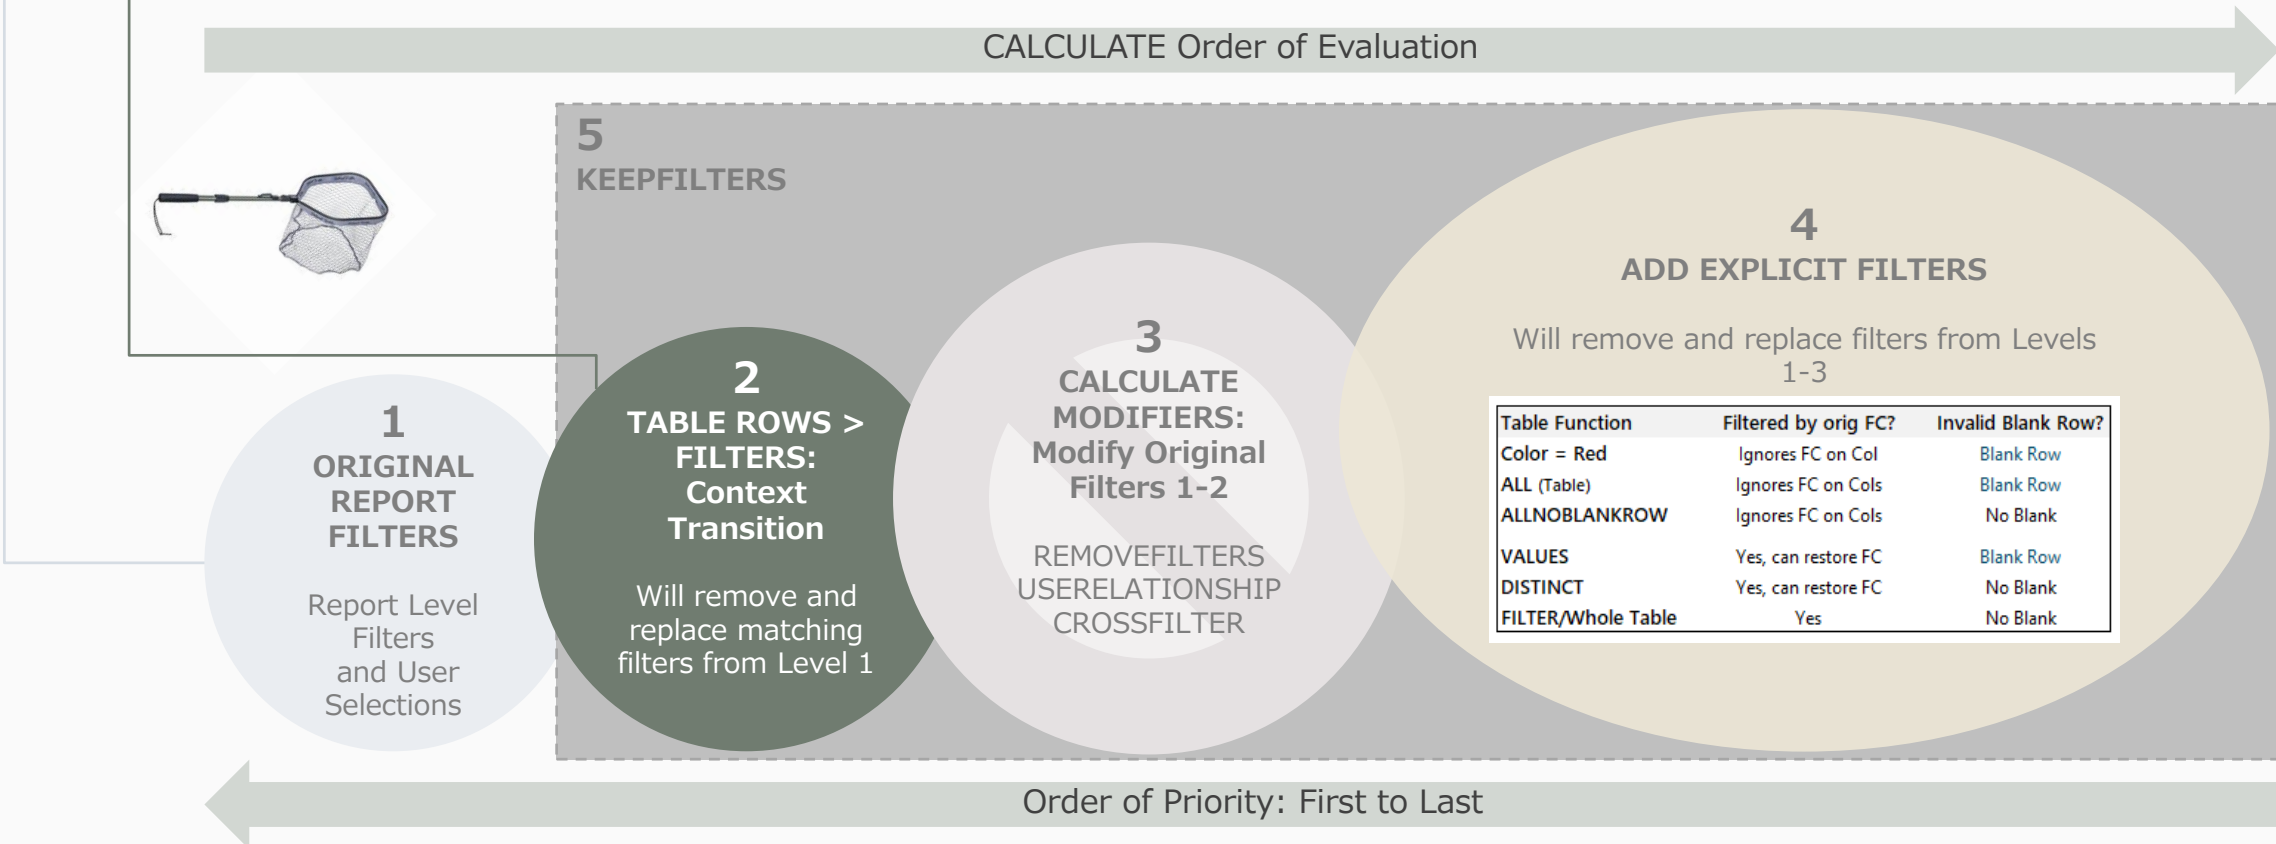 CALCULATE Order of Evaluation
5
KEEPFILTERS
1
ORIGINAL
REPORT
FILTERS
Report Level
Filters
and User
Selections
2
TABLE ROWS >
FILTERS:
Context
Transition
Will remove and
replace matching
filters from Level 1
3
CALCULATE
MODIFIERS:
Modify Original
Filters 1-2
REMOVEFILTERS
USERELATIONSHIP
CROSSFILTER
4
ADD EXPLICIT FILTERS
Will remove and replace filters from Levels
1-3
Table Function Filtered by orig FC? Invalid Blank Row?
Color = Red Ignores FC on Col Blank Row
ALL (Table) Ignores FC on Cols Blank Row
ALLNOBLANKROW Ignores FC on Cols No Blank
VALUES Yes, can restore FC Blank Row
DISTINCT Yes, can restore FC No Blank
FILTER/Whole Table Yes No Blank
Order of Priority: First to Last